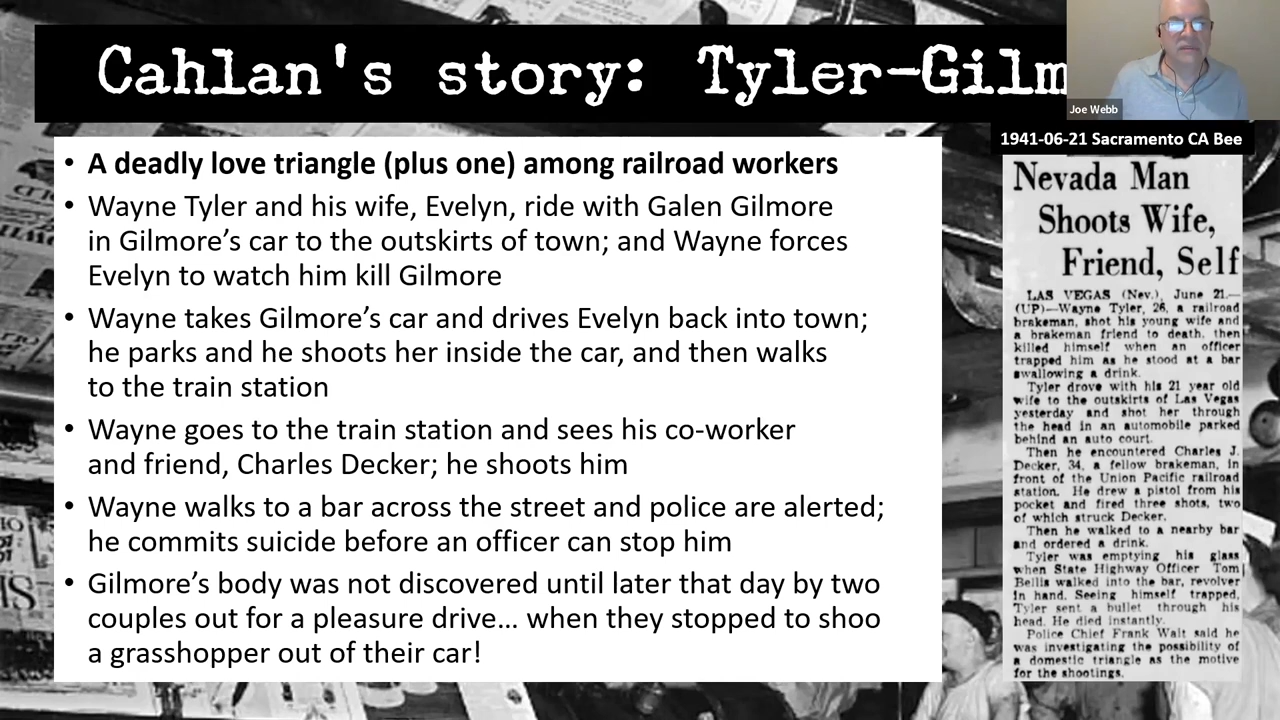 Cahlan's story: Tyler-Gilm
Joe Webb
• A deadly love triangle (plus one) among railroad workers
• Wayne Tyler and his wife, Evelyn, ride with Galen Gilmore
in Gilmore’s car to the outskirts of town; and Wayne forces
Evelyn to watch him kill Gilmore
• Wayne takes Gilmore’s car and drives Evelyn back into town;
he parks and he shoots her inside the car, and then walks
to the train station
• Wayne goes to the train station and sees his co-worker
and friend, Charles Decker; he shoots him
• Wayne walks to a bar across the street and police are alerted;
he commits suicide before an officer can stop him
• Gilmore’s body was not discovered until later that day by two
couples out for a pleasure drive… when they stopped to shoo
a grasshopper out of their car!
1941-06-21 Sacramento CA Bee
Nevada Man
Shoots Wife,
Friend, Self
LAS VEGAS (Nev.), June 21.—
(UP)—Wayne Tyler, 26, a railroad
brakeman, shot his young wife and
a brakeman friend to death, then
killed himself when an officer
trapped him as he stood at a bar
swallowing a drink.
Tyler drove with his 21 year old
wife to the outskirts of Las Vegas
yesterday and shot her through
the head in an automobile parked
behind an auto court.
Then he encountered Charles J.
Decker, 34, a fellow brakeman, in
front of the Union Pacific railroad
station. He drew a pistol from his
pocket and fired three shots, two
of which struck Decker.
Then he walked to a nearby bar
and ordered a drink.
Tyler was emptying his glass
when State Highway Officer Tom
Bellis walked into the bar, revolver
in hand. Seeing himself trapped,
Tyler sent a bullet through his
head. He died instantly.
Police Chief Frank Wait said he
was investigating the possibility of
a domestic triangle as the motive
for the shootings.